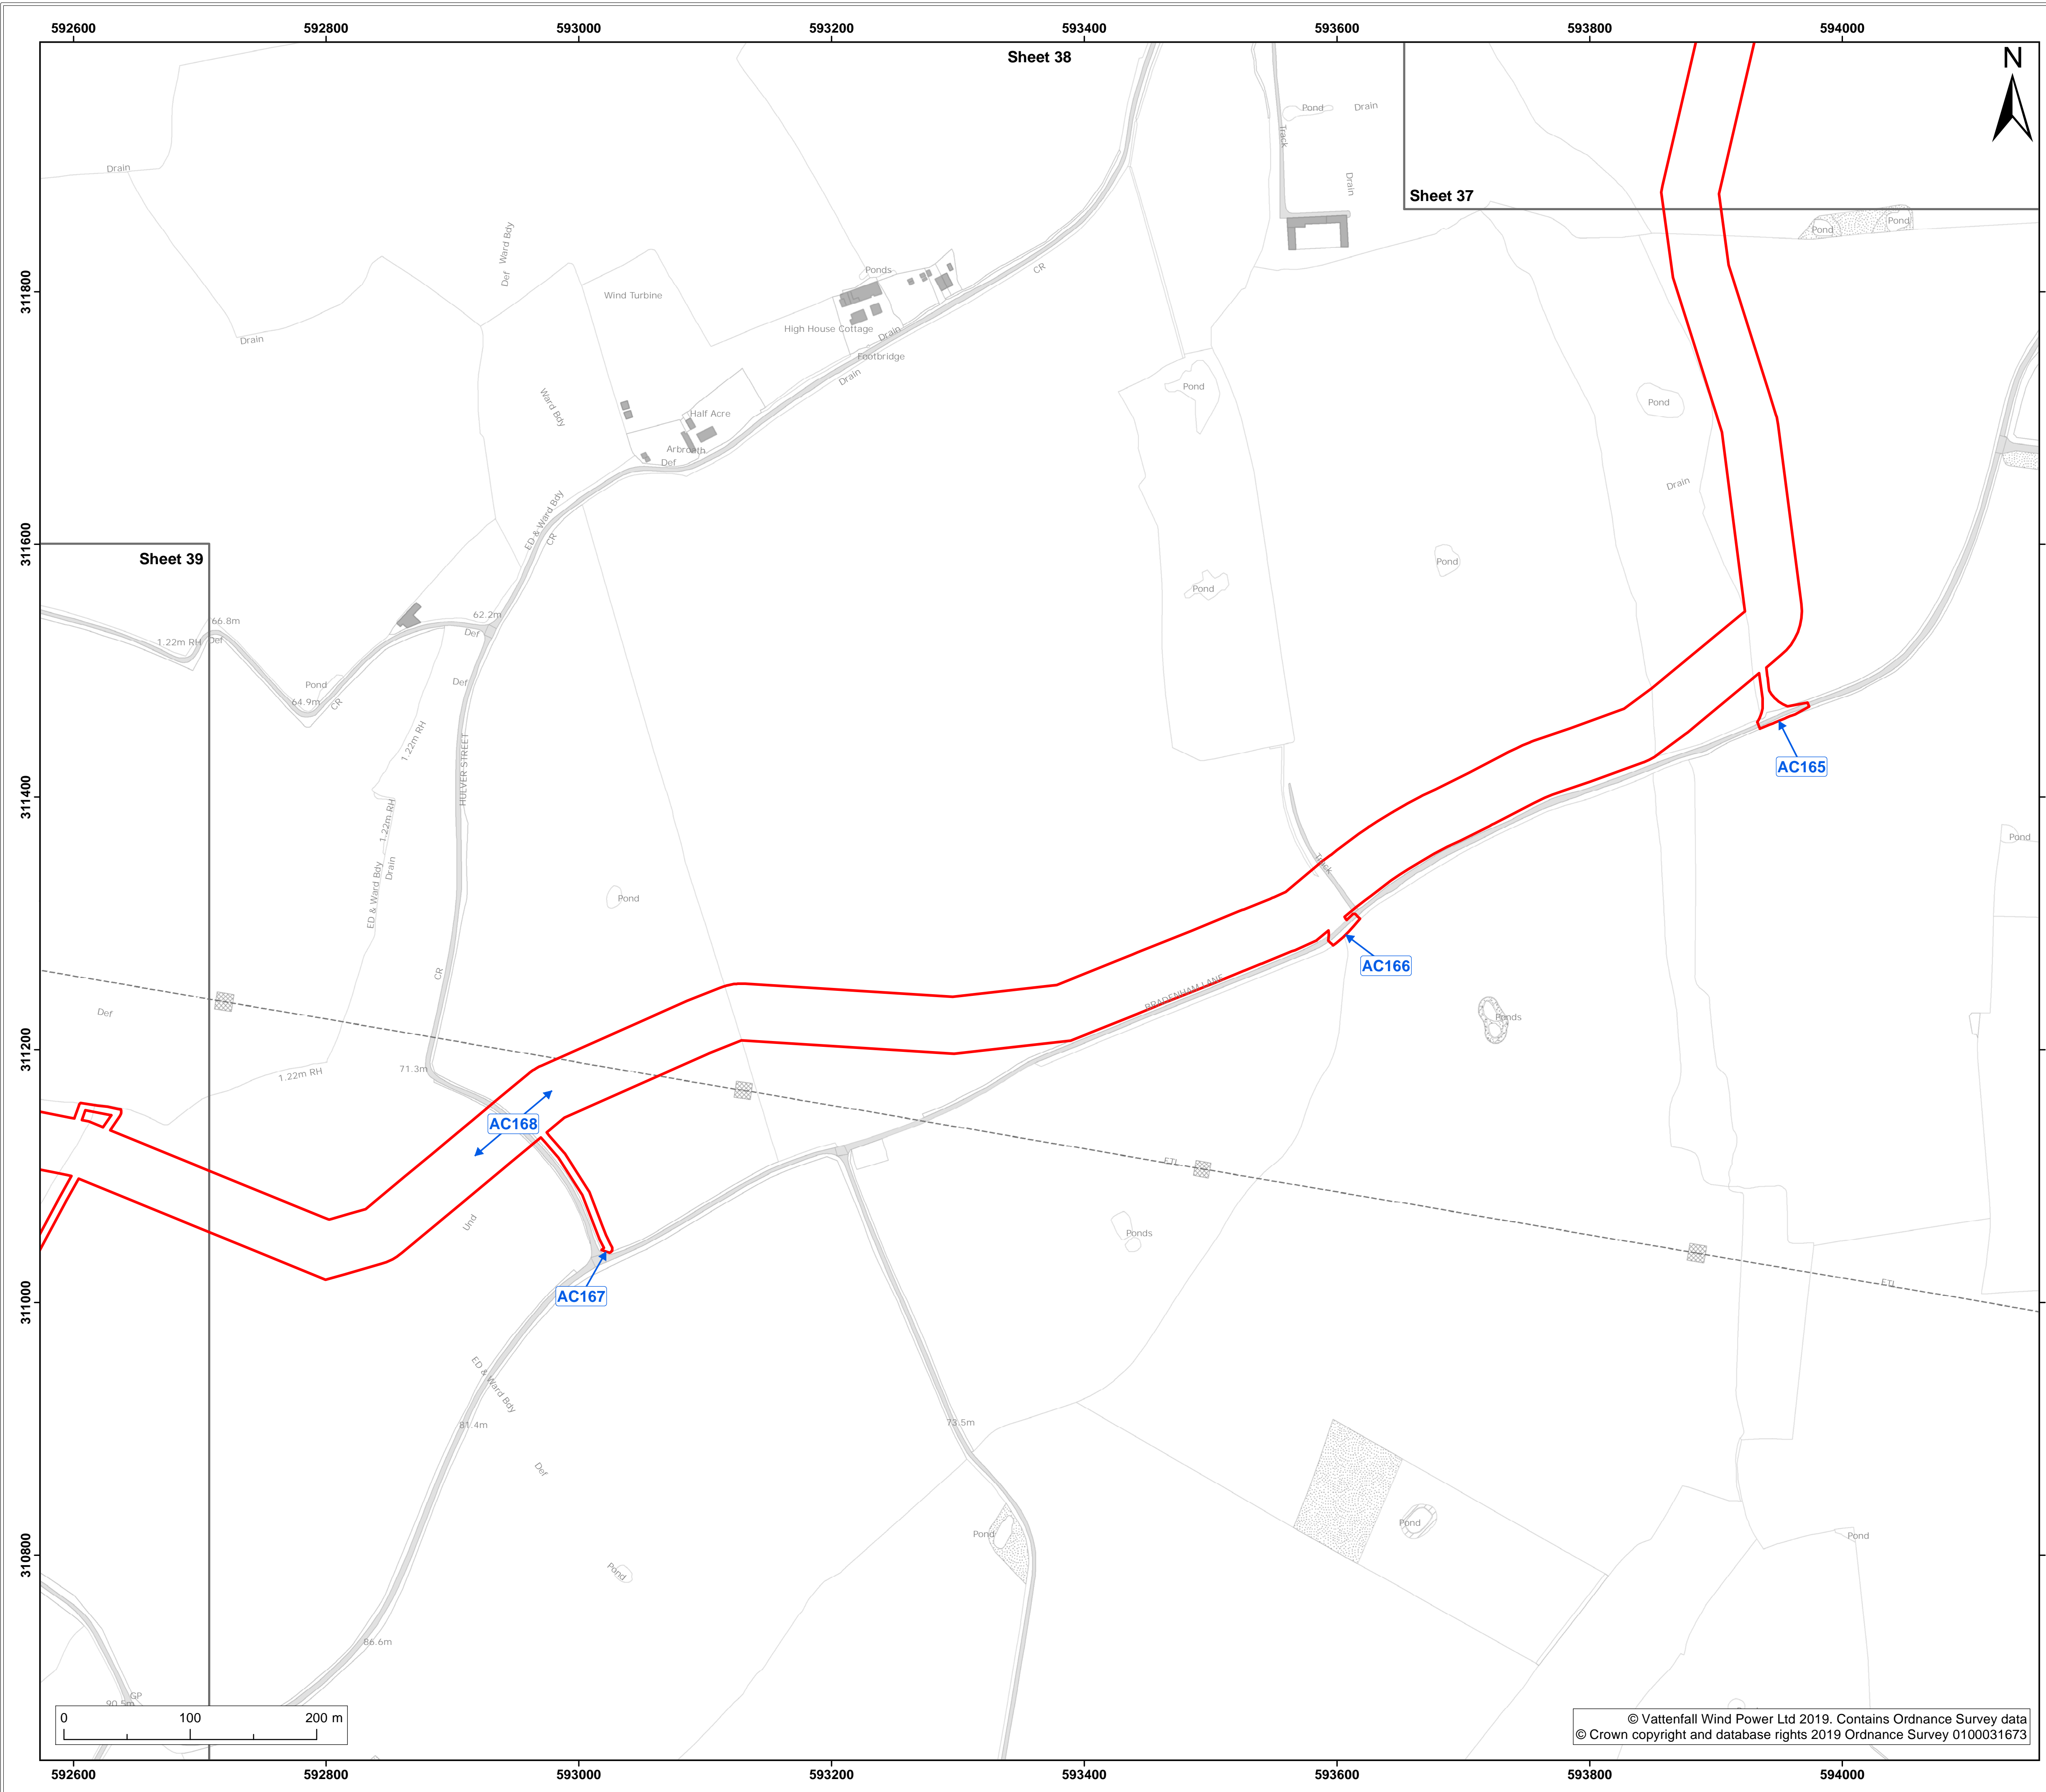 592600 592800 593000 593200 593400 593600 593800 594000
Sheet 38
N
Pond
Drain
Track
Drain
Drain
Sheet 37
Pond
Pond
Def Ward Bdy
CR
Ponds
311800
Wind Turbine
High House Cottage
Drain
Footbridge
Drain
Pond
Ward Bdy
Pond
Half Acre
Drain
Arbroath
Def
Drain
ED & Ward Bdy
CR
311600
Sheet 39
Pond
Pond
62.2m
66.8m
Def
1.22m RH
Def
Def
Pond
64.9m
CR
1.22m RH
HULVER STREET
AC165
311400
1.22m RH
Pond
Track
Drain
ED & Ward Bdy
Pond
AC166
CR
BRADENHAM LANE
Def
Ponds
311200
71.3m
1.22m RH
AC168
ETL
Und
Ponds
ETL
AC167
311000
ED & Ward Bdy
81.4m
73.5m
Def
Pond
Pond
Pond
310800
Pond
86.6m
GP
90.5m
0 100 200 m
© Vattenfall Wind Power Ltd 2019. Contains Ordnance Survey data
© Crown copyright and database rights 2019 Ordnance Survey 0100031673
592600 592800 593000 593200 593400 593600 593800 594000